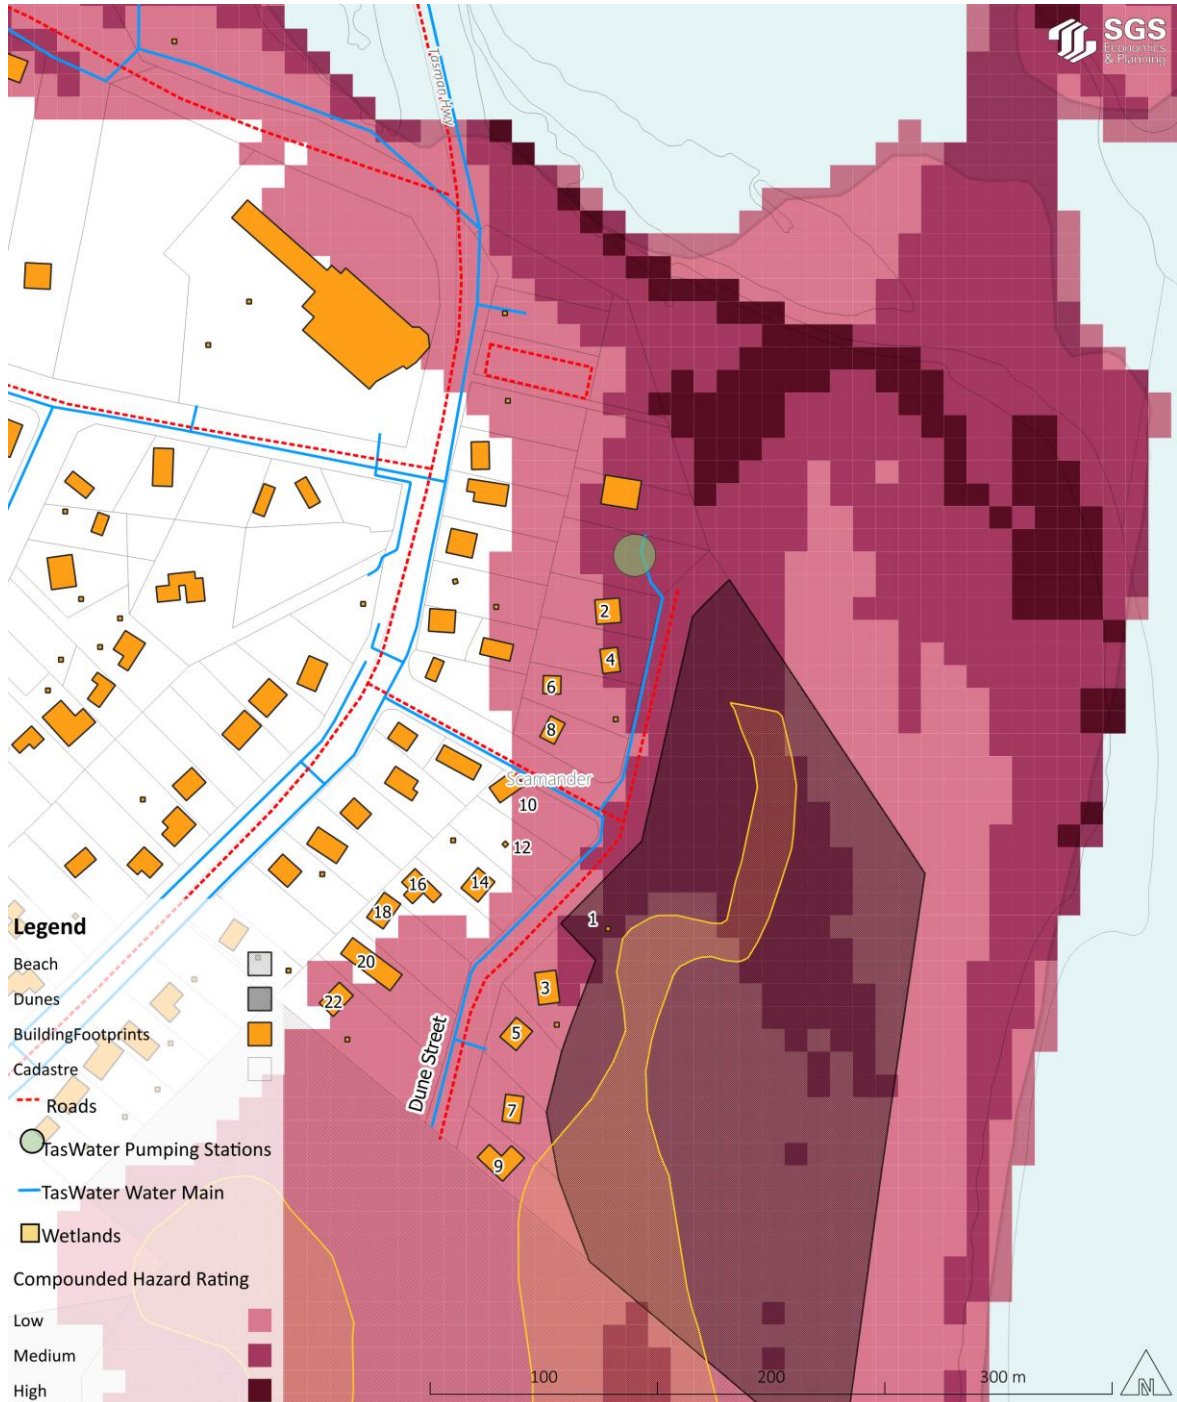 SGS
Economics
& Planning
Tasman Hwy
2
4
6
8
Scamander
10
12
14
16
18
1
20
22
3
5
7
9
Dune Street
Legend
Beach
Dunes
BuildingFootprints
Cadastre
Roads
TasWater Pumping Stations
TasWater Water Main
Wetlands
Compounded Hazard Rating
Low
Medium
High
100
200
300 m
N